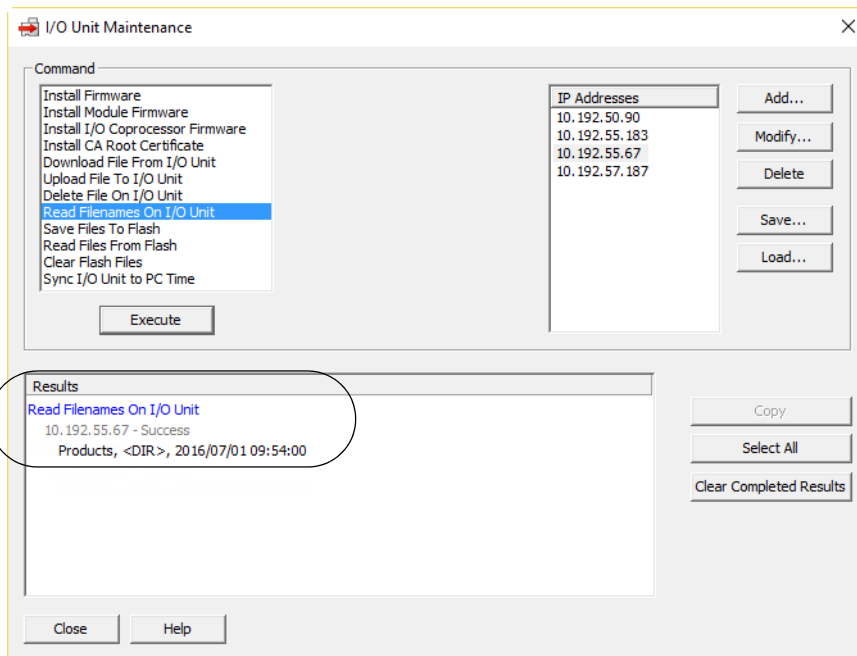 I/O Unit Maintenance
Command
Install Firmware
Install Module Firmware
Install I/O Coprocessor Firmware
Install CA Root Certificate
Download File From I/O Unit
Upload File To I/O Unit
Delete File On I/O Unit
Read Filenames On I/O Unit
Save Files To Flash
Read Files From Flash
Clear Flash Files
Sync I/O Unit to PC Time
Execute
IP Addresses
10.192.50.90
10.192.55.183
10.192.55.67
10.192.57.187
Add...
Modify...
Delete
Save...
Load...
Results
Read Filenames On I/O Unit
10.192.55.67 - Success
Products, <DIR>, 2016/07/01 09:54:00
Copy
Select All
Clear Completed Results
Close
Help